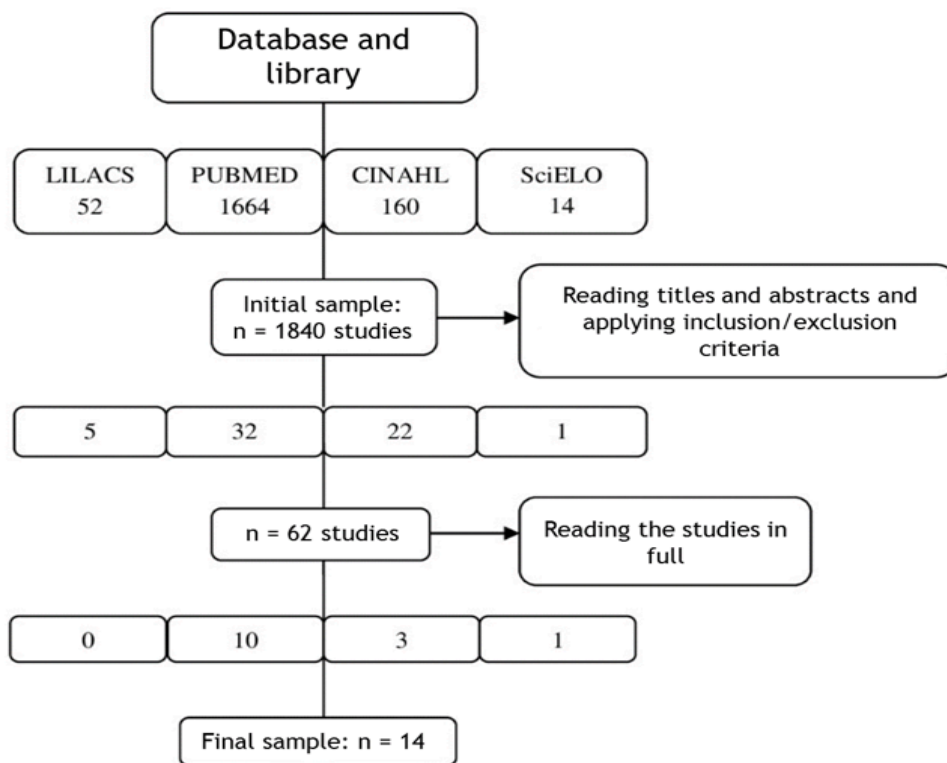 Database and
library
LILACS
52
PUBMED
1664
CINAHL
160
SciELO
14
Initial sample:
n = 1840 studies
Reading titles and abstracts and
applying inclusion/exclusion
criteria
5
32
22
1
n = 62 studies
Reading the studies in
full
0
10
3
1
Final sample: n = 14